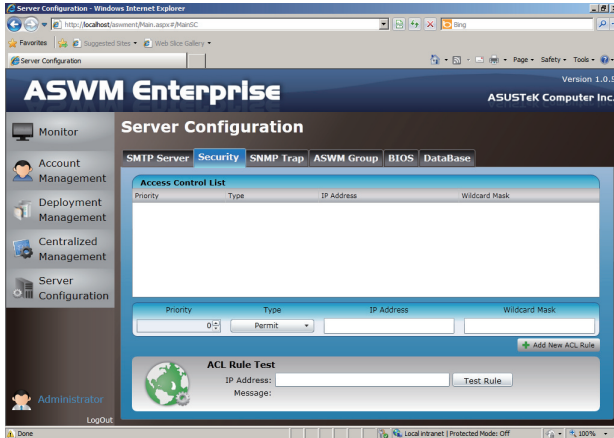 Server Configuration - Windows Internet Explorer
http://localhost/aswment/Main.aspx#/MainSC
Bing
Favorites Suggested Sites Web Slice Gallery
Server Configuration
Page Safety Tools
ASWM Enterprise
Version 1.0.
ASUSTeK Computer Inc.
Monitor
Account Management
Deployment Management
Centralized Management
Server Configuration
Administrator
LogOut
Server Configuration
SMTP Server Security SNMP Trap ASWM Group BIOS DataBase
Access Control List
Priority Type IP Address Wildcard Mask
Priority Type IP Address Wildcard Mask
0 Permit
Add New ACL Rule
ACL Rule Test
IP Address: Test Rule
Message:
Done Local intranet | Protected Mode: Off 100%